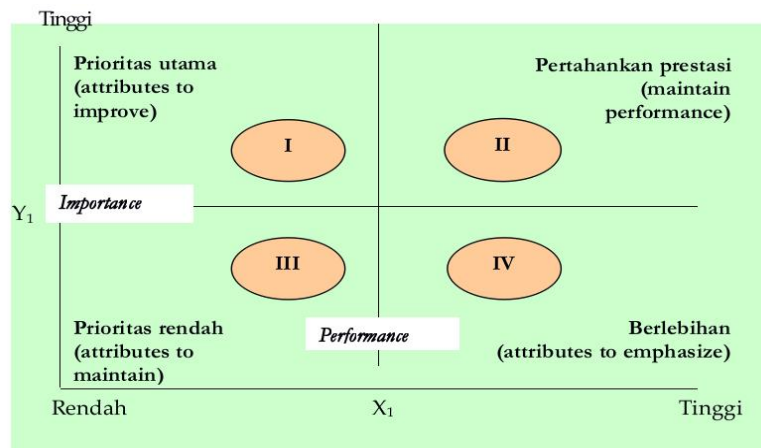 Tinggi
Prioritas utama
(attributes to
improve)
Pertahankan prestasi
(maintain
performance)
I
II
Importance
Y1
III
IV
Prioritas rendah
(attributes to
maintain)
Performance
Berlebihan
(attributes to emphasize)
Rendah
X1
Tinggi